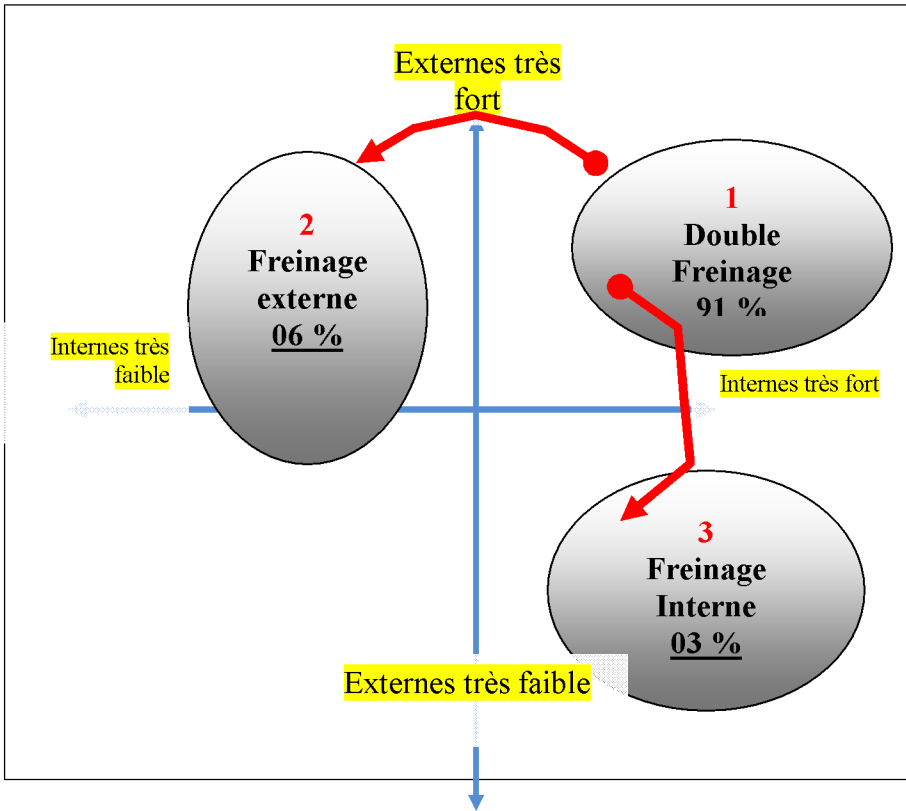 Externes très
fort
1
Double
Freinage
91 %
2
Freinage
externe
06 %
Internes très
faible
Internes très fort
3
Freinage
Interne
03 %
Externes très faible